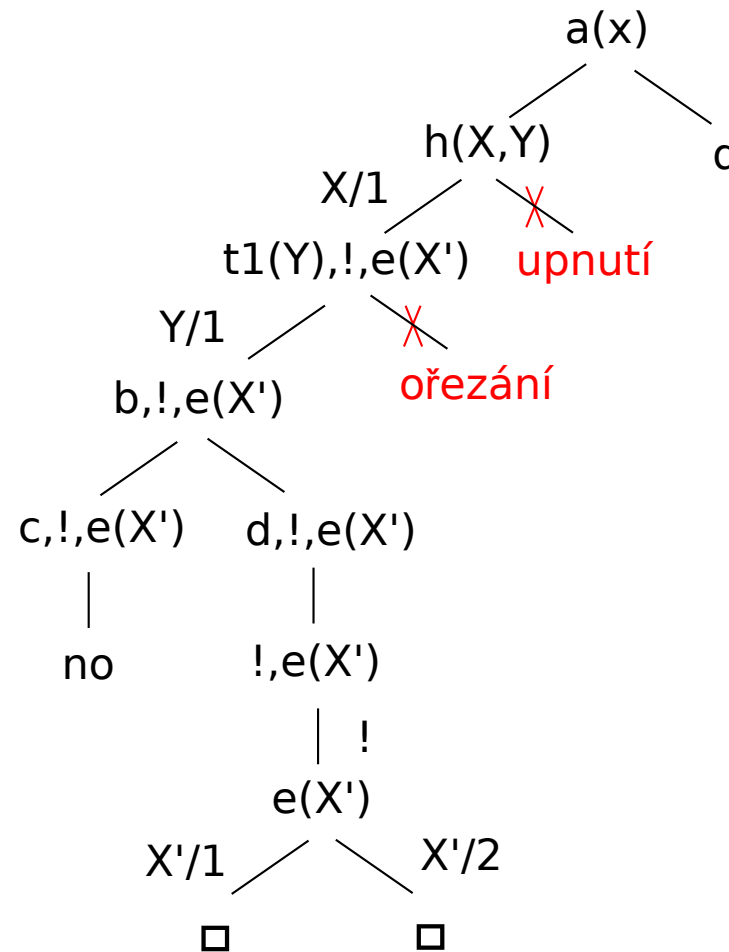 a(x)
h(X,Y)
X/1
t1(Y),!,e(X')
upnutí
Y/1
b,!,e(X')
ořezání
c,!,e(X')
d,!,e(X')
no
!,e(X')
!
e(X')
X'/1
X'/2